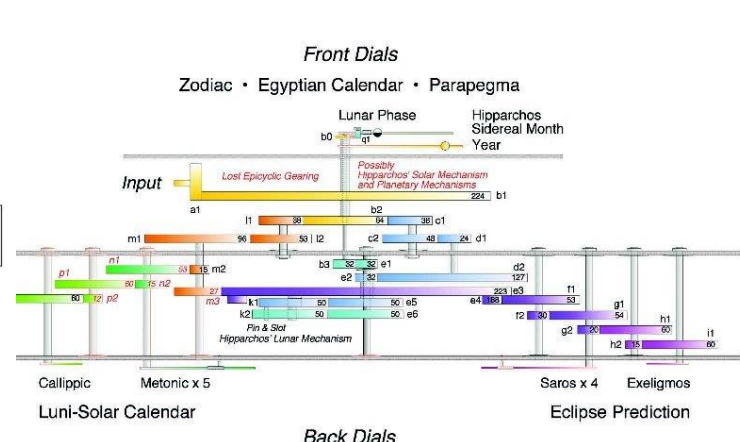 Front Dials
Zodiac • Egyptian Calendar • Parapegma
Lunar Phase
Hipparchos
Sidereal Month
Year
b0
q1
Input
Lost Epicyclic Gearing
Possibly
Hipparchos' Solar Mechanism
and Planetary Mechanisms
224 b1
a1
l1 38
b2
64 38 c1
m1 96 53 l2
c2 48 24 d1
n1
53 15 m2
b3 32 32 e1
e2 32 127
d2
p1
60 15 n2
27
m3
223 e3
60 12 p2
k1 50 50 e5
k2 50 50 e6
e4 188 53
f1
f2 30 54
g1
g2 20 60
h1
h2 15 60
i1
Pin & Slot
Hipparchos' Lunar Mechanism
Callippic
Metonic x 5
Saros x 4
Exeligmos
Luni-Solar Calendar
Eclipse Prediction
Back Dials